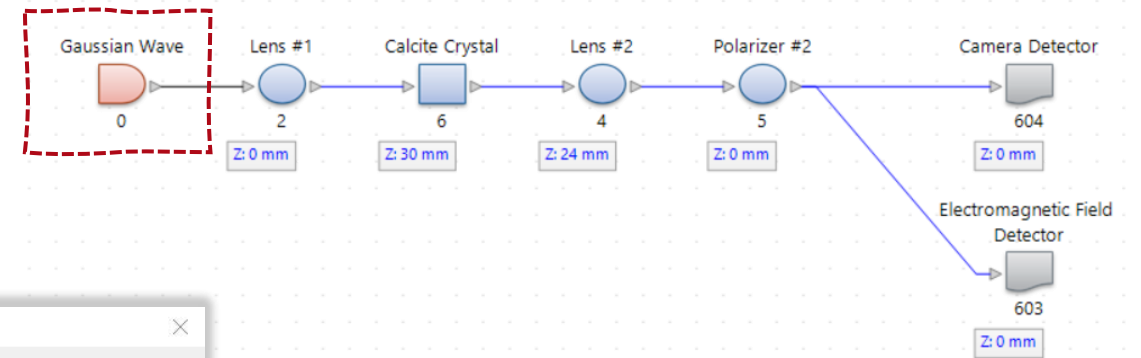 Gaussian Wave
Lens #1
Calcite Crystal
Lens #2
Polarizer #2
Camera Detector
0
2
6
4
5
604
Z: 0 mm
Z: 30 mm
Z: 24 mm
Z: 0 mm
Z: 0 mm
Electromagnetic Field
Detector
603
Z: 0 mm